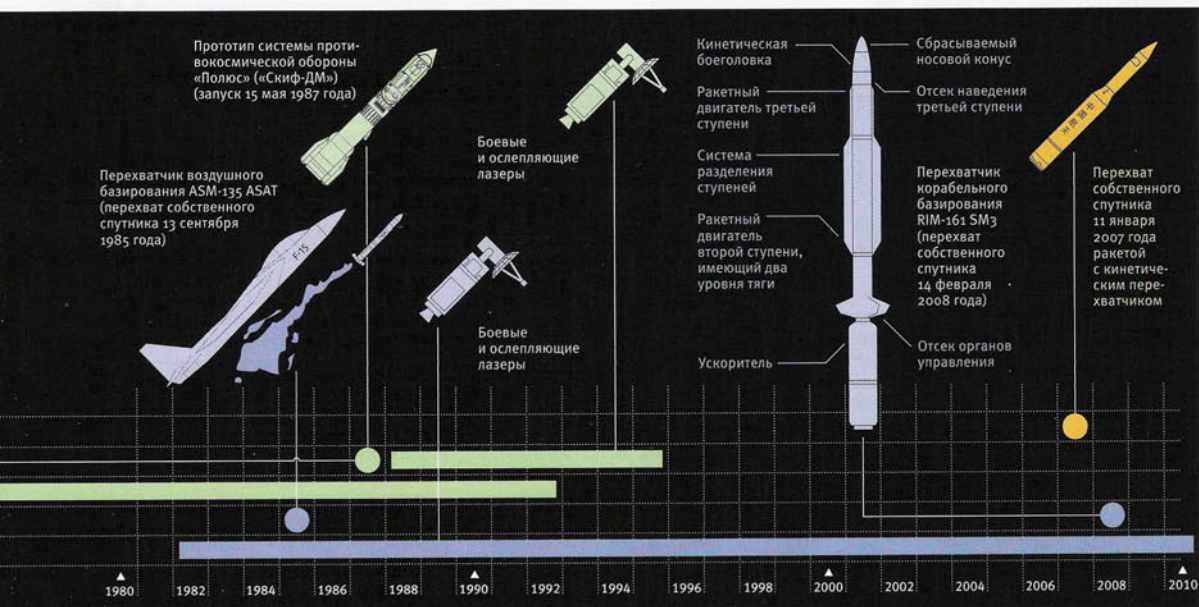 Прототип системы проти-
вокосмической обороны
«Полюс» («Скиф-ДМ»)
(запуск 15 мая 1987 года)
Перехватчик воздушного
базирования ASM-135 ASAT
(перехват собственного
спутника 13 сентября
1985 года)
F-15
Боевые
и ослепляющие
лазеры
Боевые
и ослепляющие
лазеры
Кинетическая
боеголовка
Ракетный
двигатель третьей
ступени
Система
разделения
ступеней
Ракетный
двигатель
второй ступени,
имеющий два
уровня тяги
Ускоритель
Сбрасываемый
носовой конус
Отсек наведения
третьей ступени
Перехватчик
корабельного
базирования
RIM-161 SM3
(перехват
собственного
спутника
14 февраля
2008 года)
Отсек органов
управления
Перехват
собственного
спутника
11 января
2007 года
ракетой
с кинетиче-
ским пере-
хватчиком
1980 1982 1984 1986 1988 1990 1992 1994 1996 1998 2000 2002 2004 2006 2008 2010